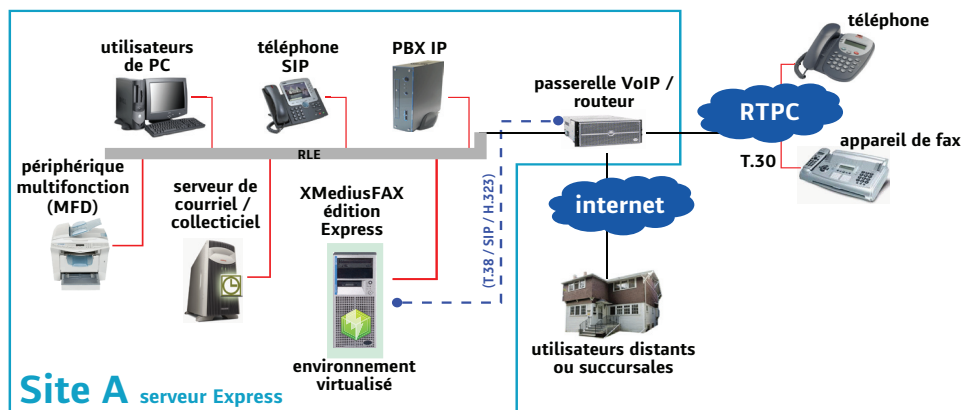 utilisateurs
de PC
téléphone
SIP
PBX IP
passerelle VoIP /
routeur
téléphone
RTPC
appareil de fax
T.30
RLE
périphérique
multifonction
(MFD)
serveur de
courriel /
collecticiel
XMediusFAX
édition
Express
(T.38 / SIP / H.323)
internet
environnement
virtualisé
utilisateurs distants
ou succursales
Site A serveur Express